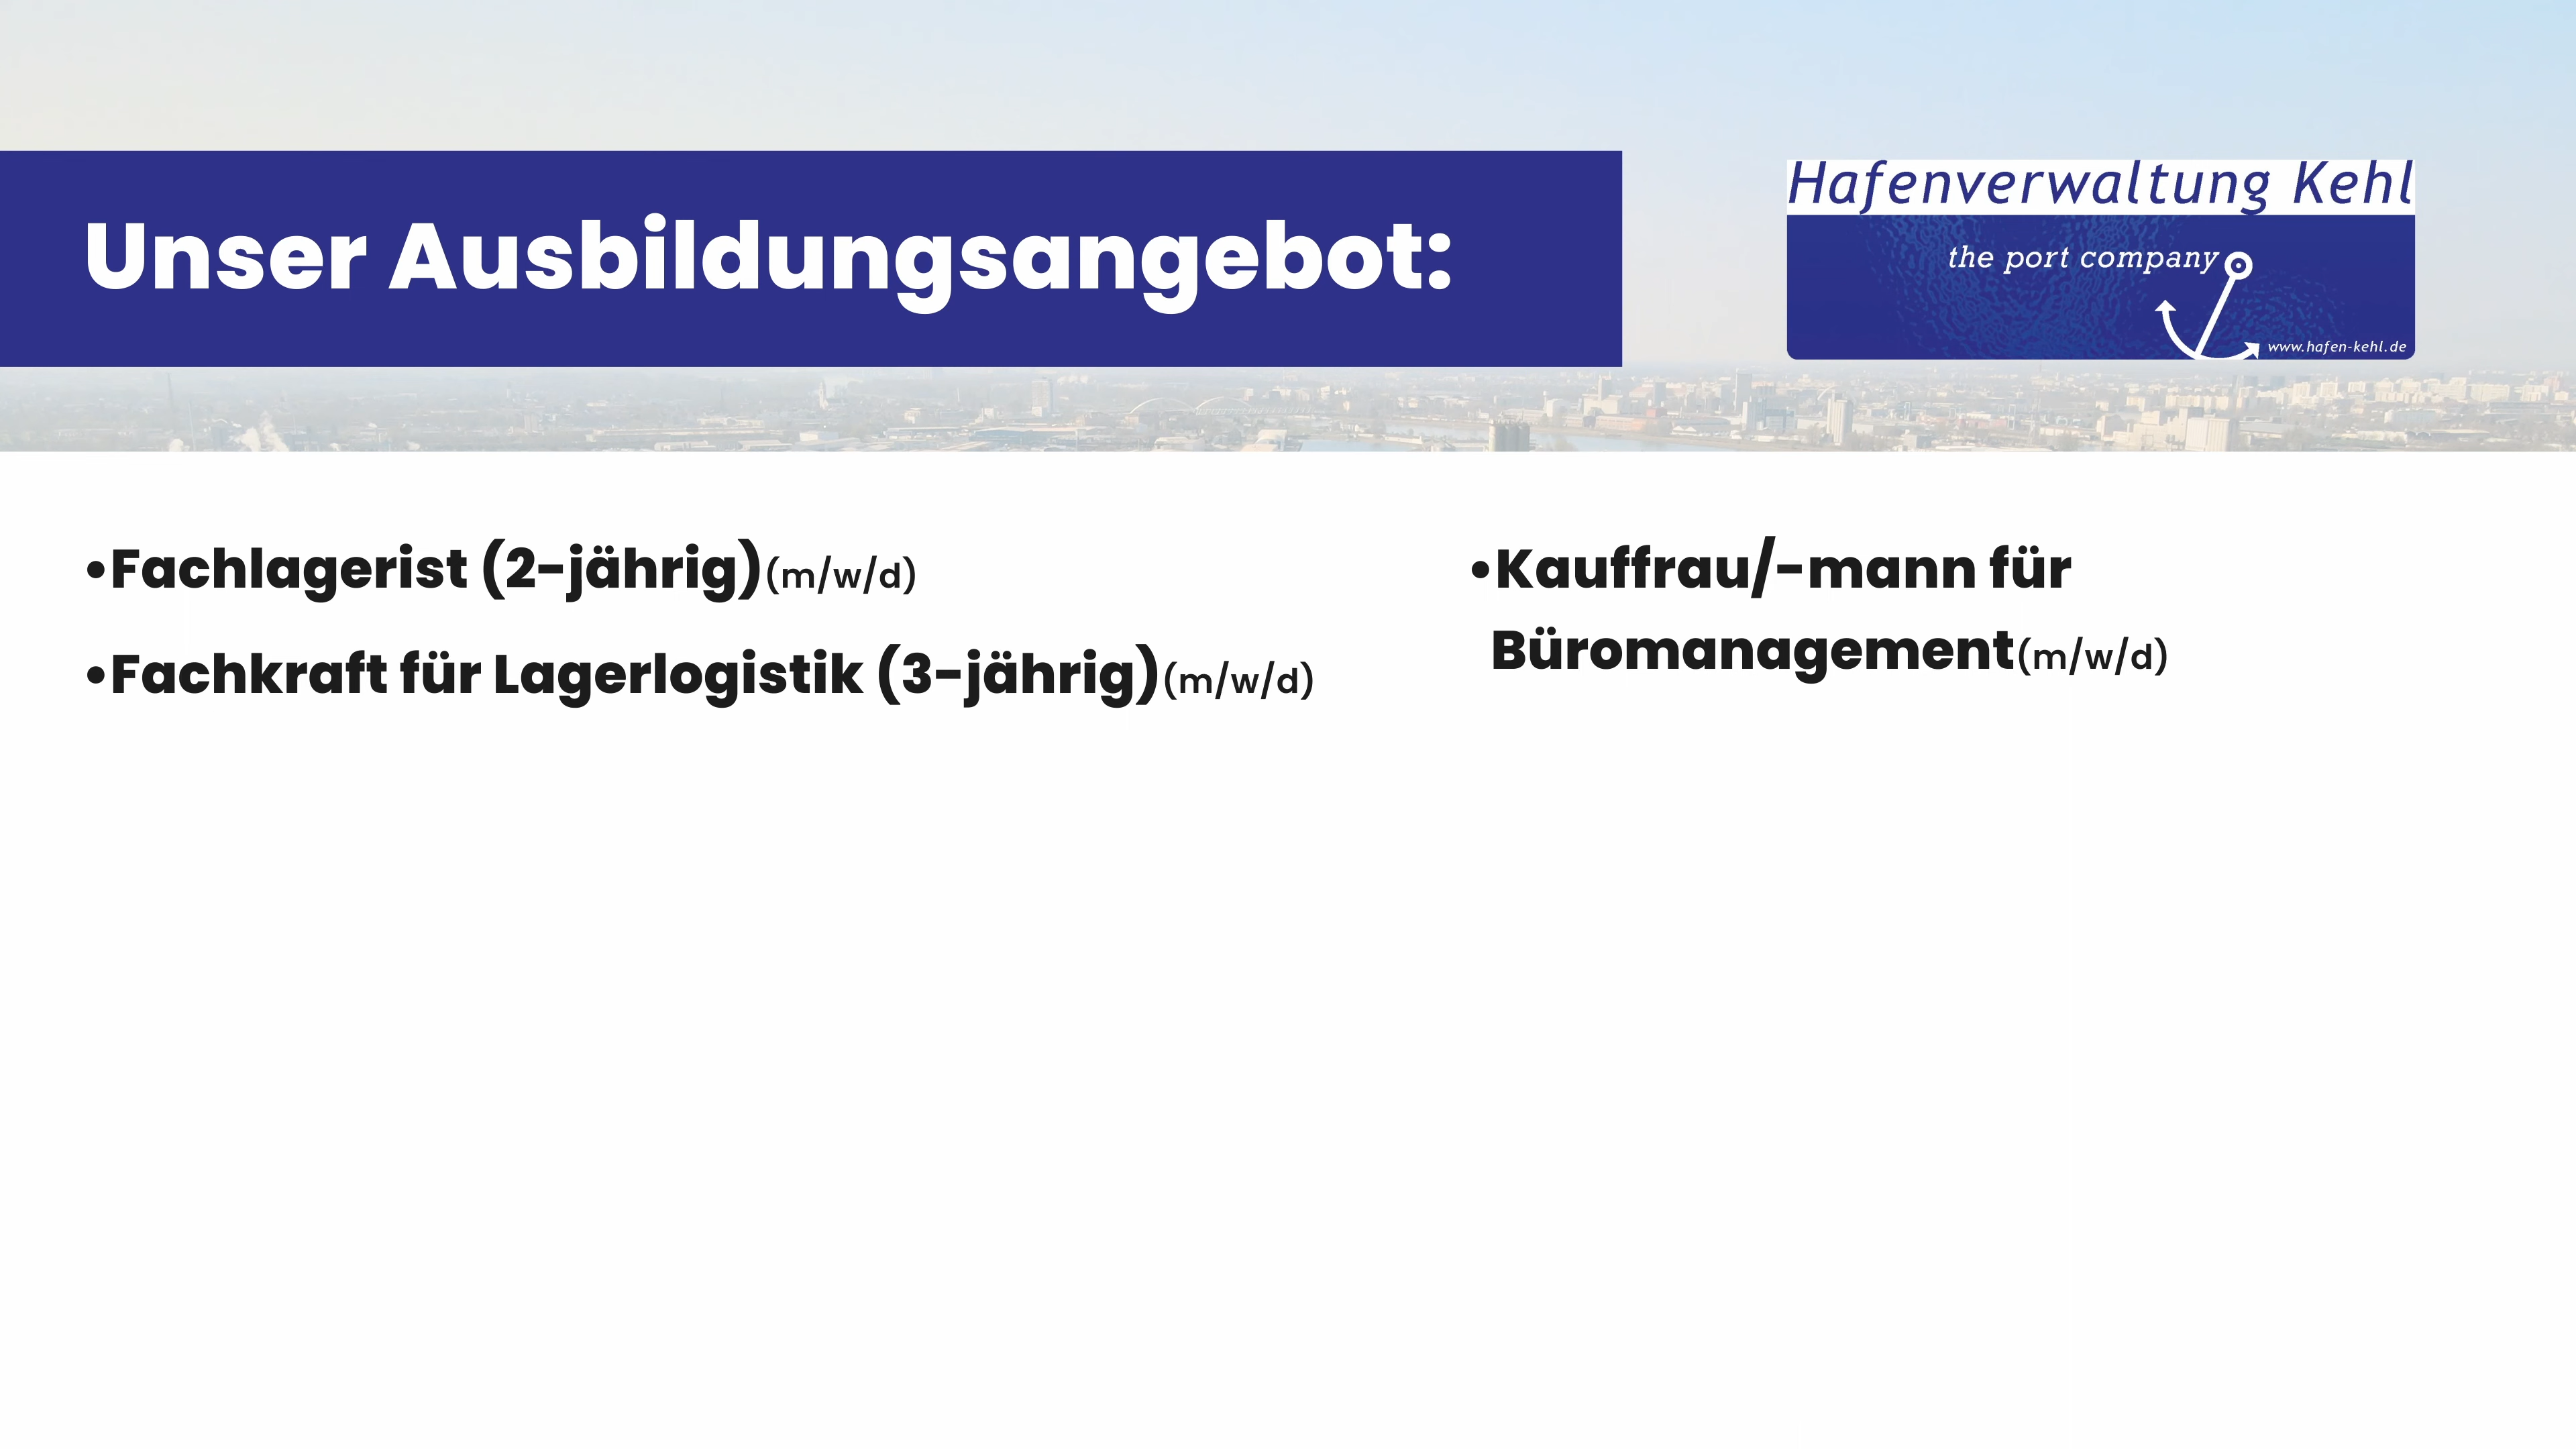 Unser Ausbildungsangebot:
Hafenverwaltung Kehl
the port company
www.hafen-kehl.de
•Fachlagerist (2-jährig)(m/w/d)
•Fachkraft für Lagerlogistik (3-jährig)(m/w/d)
•Kauffrau/-mann für
Büromanagement(m/w/d)